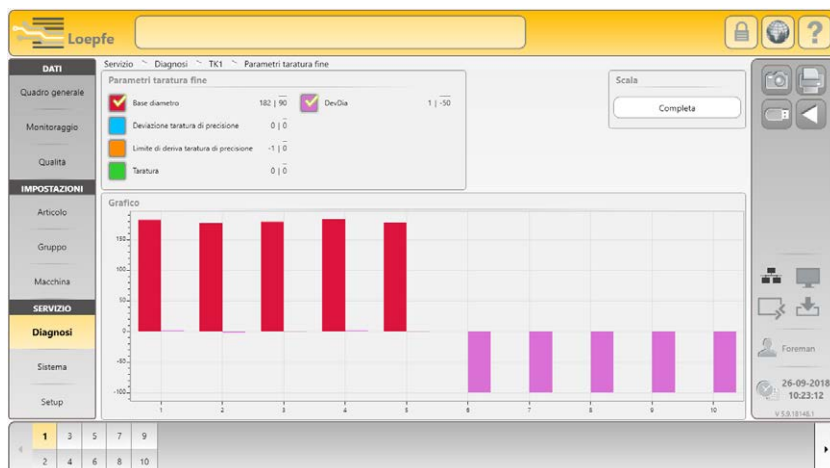 Loepfe
?
DATI
Quadro generale
Monitoraggio
Qualità
IMPOSTAZIONI
Articolo
Gruppo
Macchina
SERVIZIO
Diagnosi
Sistema
Setup
Servizio Diagnosi TK1 Parametri taratura fine
Parametri taratura fine
Base diametro 182 | 90 DevDia 1 | -50
Deviazione taratura di precisione 0 | 0
Limite di deriva taratura di precisione -1 | 0
Taratura 0 | 0
Scala
Completa
Grafico
150
100
50
0
-50
-100
1 2 3 4 5 6 7 8 9 10
Foreman
26-09-2018
10:23:12
V 5.9.18148.1
1 3 5 7 9
2 4 6 8 10